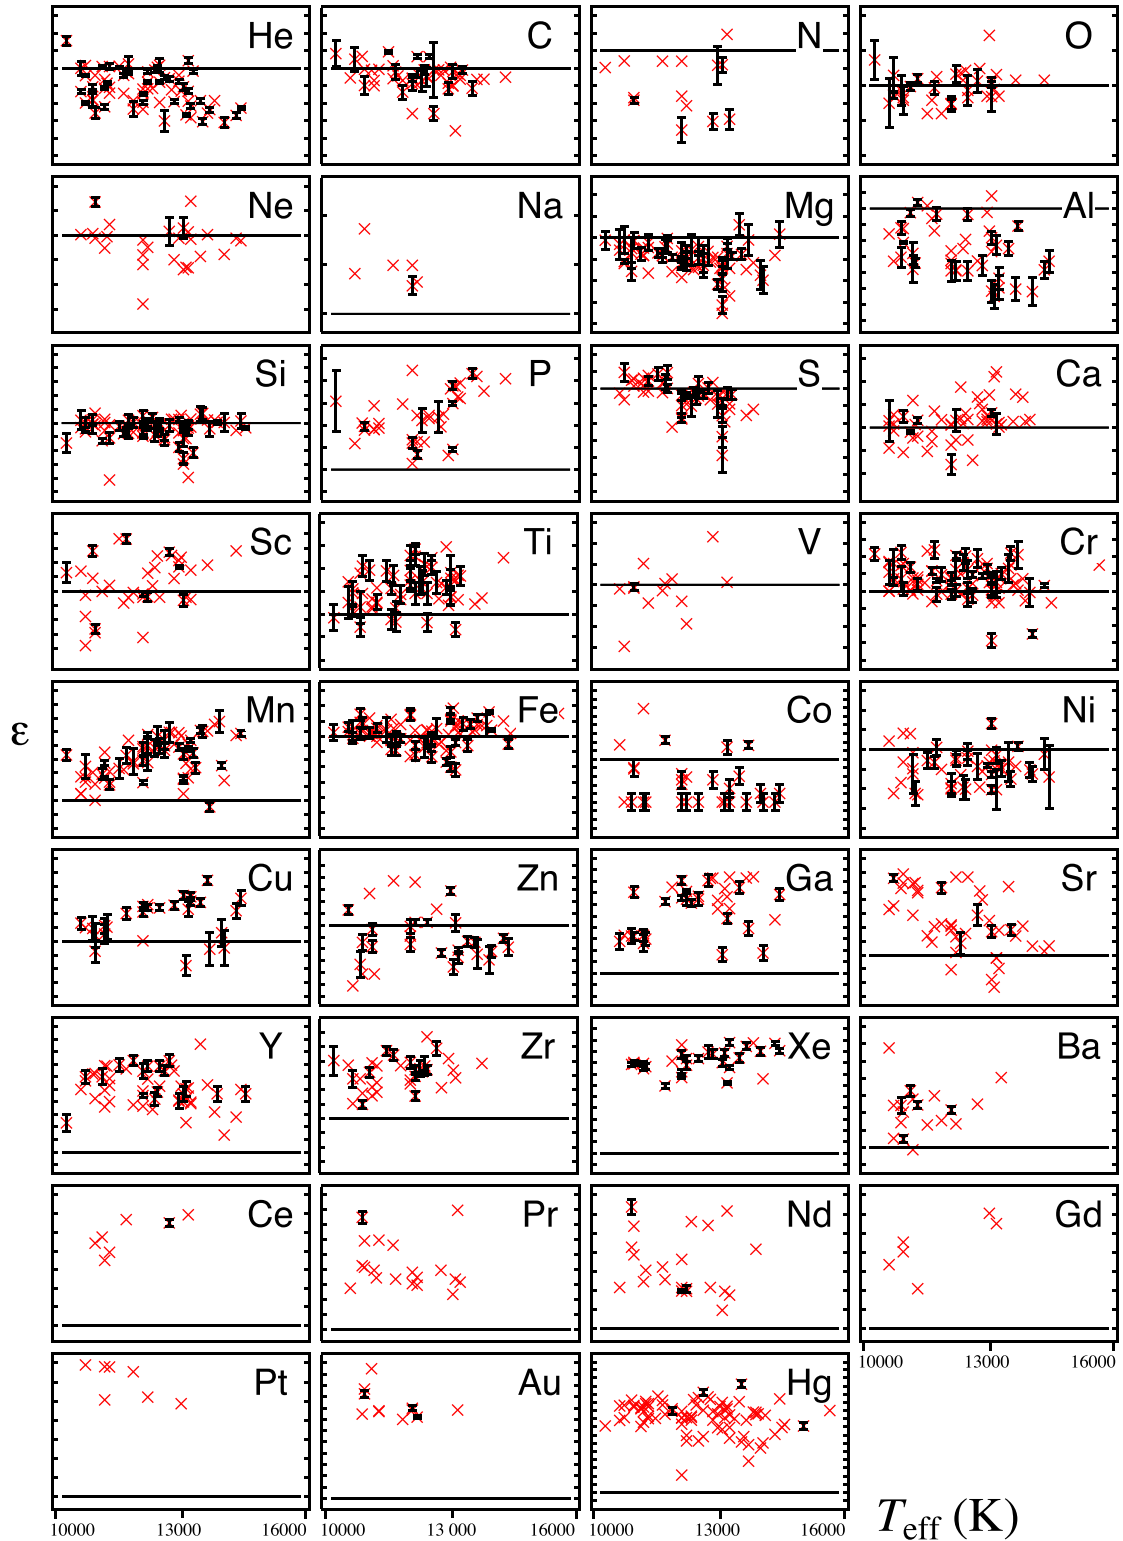 He C N O
Ne Na Mg Al
Si P S Ca
Sc Ti V Cr
ε Mn Fe Co Ni
Cu Zn Ga Sr
Y Zr Xe Ba
Ce Pr Nd Gd
10000 13000 16000
Pt Au Hg
10000 13000 16000 10000 13 000 16000 10000 13000 16000
Teff (K)